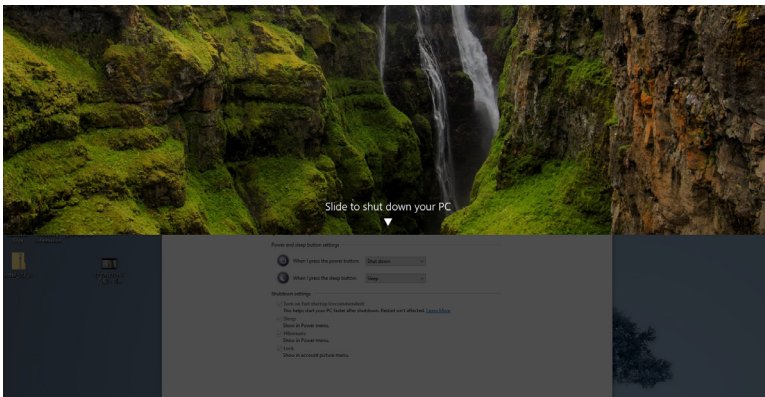 Slide to shut down your PC
Power and sleep button settings
When I press the power button: Shut down
When I press the sleep button: Sleep
Shutdown settings
Turn on fast startup (recommended)
This helps start your PC faster after shutdown. Restart isn't affected. Learn More
Sleep
Show in Power menu.
Hibernate
Show in Power menu.
Lock
Show in account picture menu.